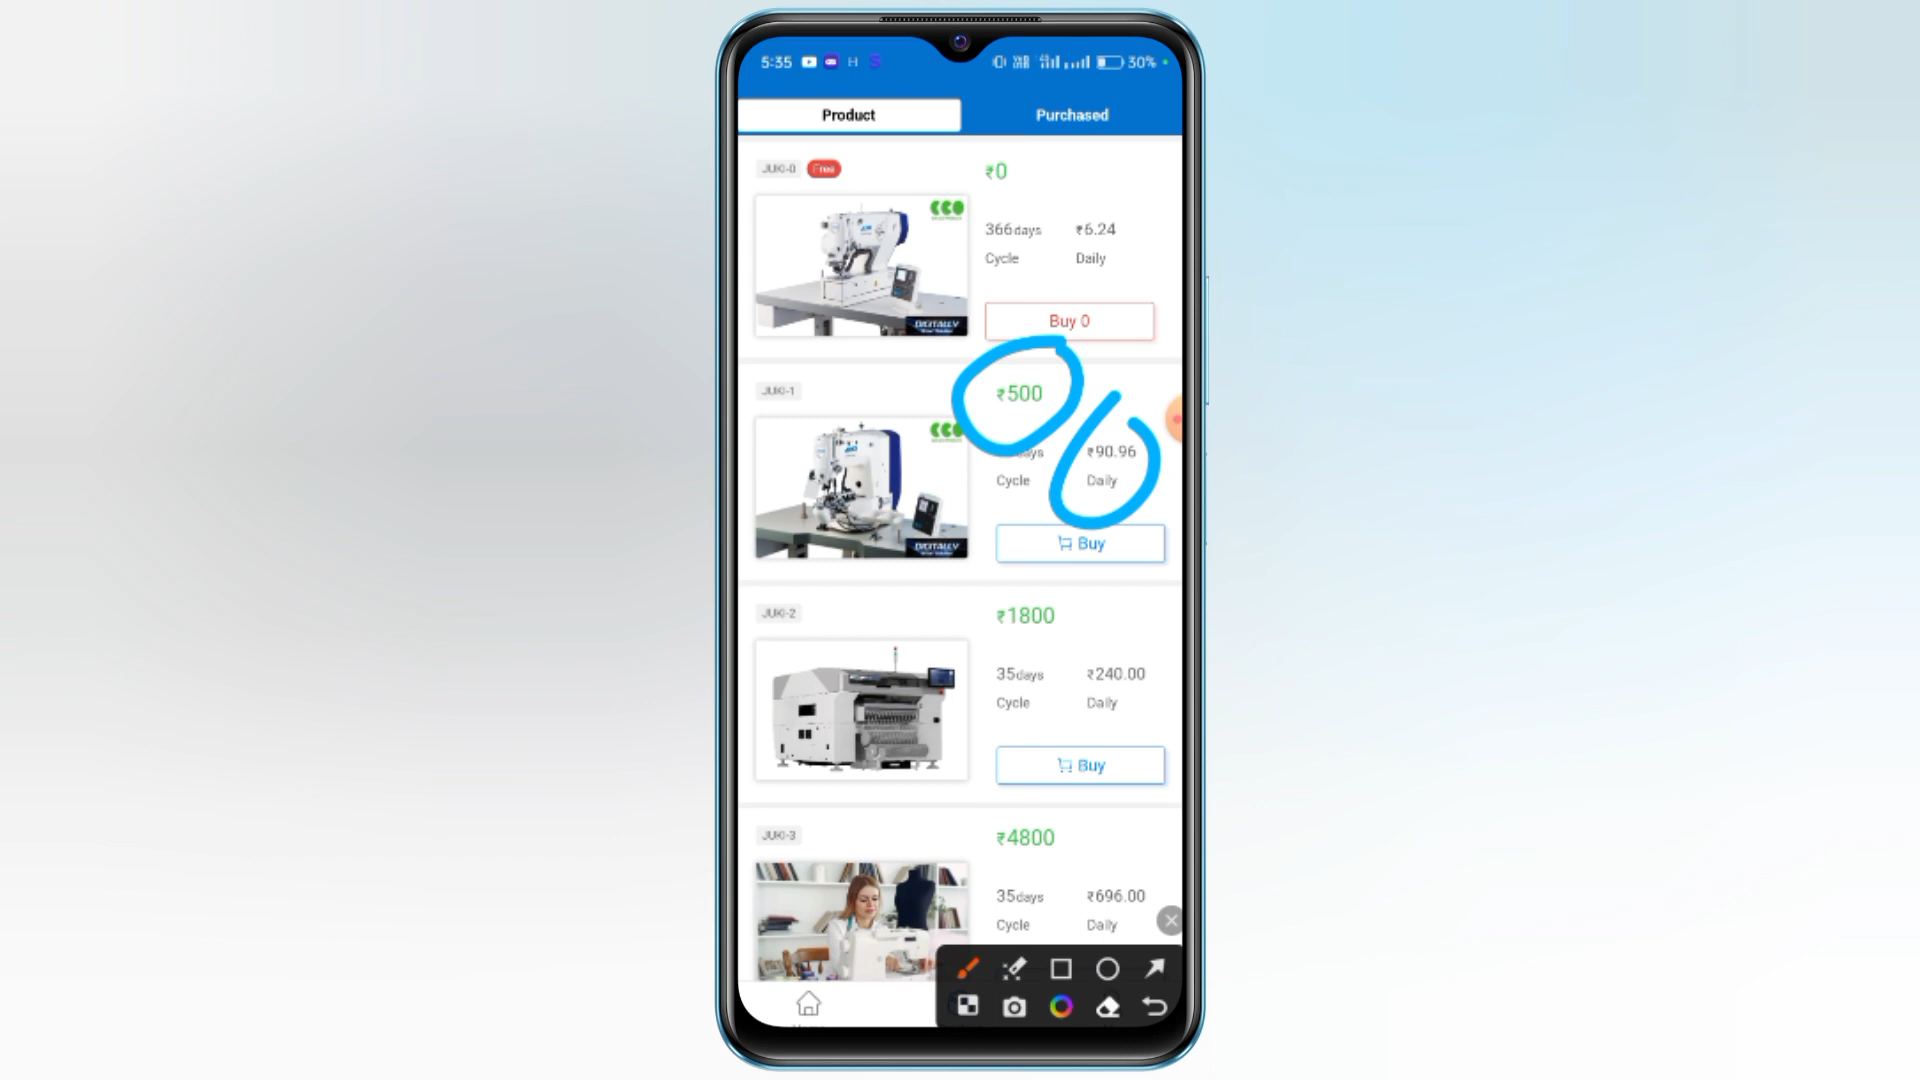 5:35
30%
Product
Purchased
JUKI-0
Free
₹0
366days
₹6.24
Cycle
Daily
DIGITALLY
Buy 0
JUKI-1
₹500
₹90.96
Cycle
Daily
DIGITALLY
Buy
JUKI-2
₹1800
35days
₹240.00
Cycle
Daily
Buy
JUKI-3
₹4800
35days
₹696.00
Cycle
Daily